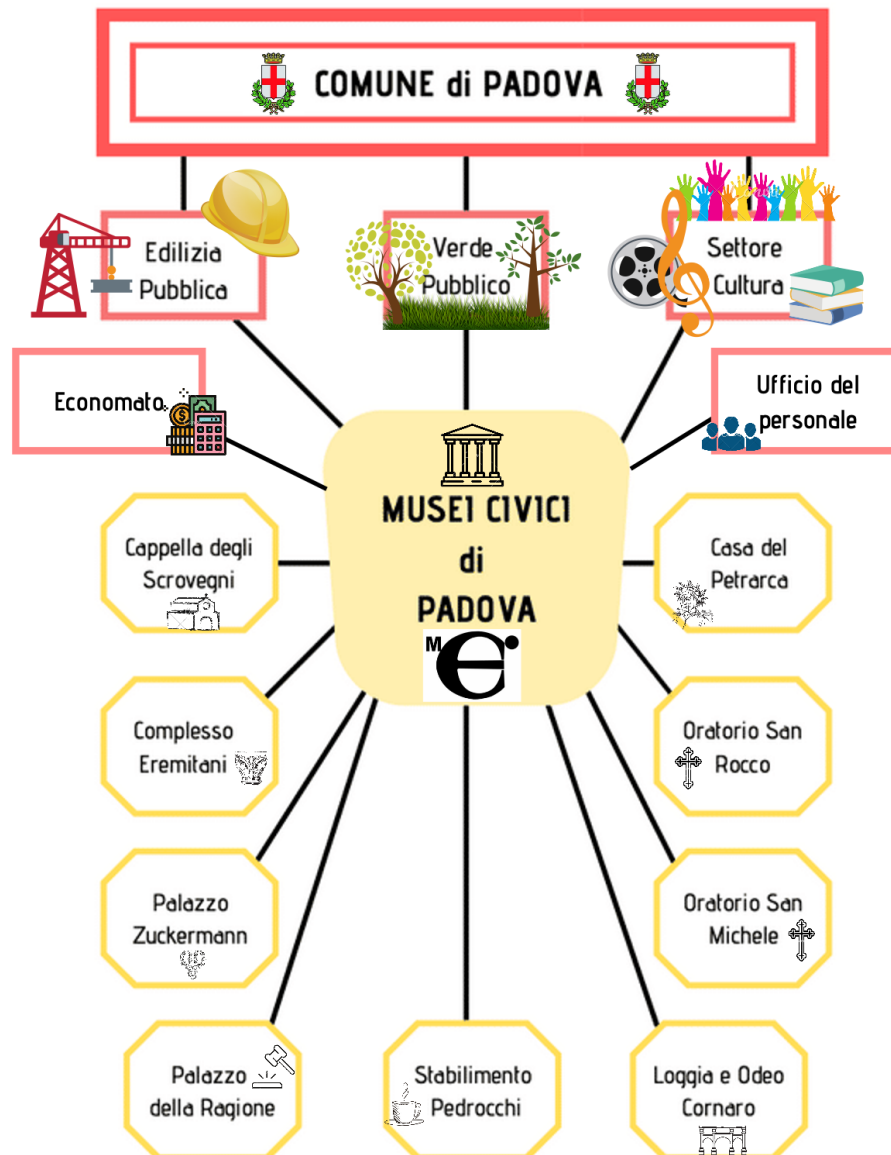 COMUNE di PADOVA
Edilizia
Pubblica
Verde
Pubblico
Settore
Cultura
Economato
Ufficio del
personale
MUSEI CIVICI
di
PADOVA
M e
Cappella degli
Scrovegni
Casa del
Petrarca
Complesso
Eremitani
Oratorio San
Rocco
Palazzo
Zuckermann
Oratorio San
Michele
Palazzo
della Ragione
Stabilimento
Pedrocchi
Loggia e Odeo
Cornaro